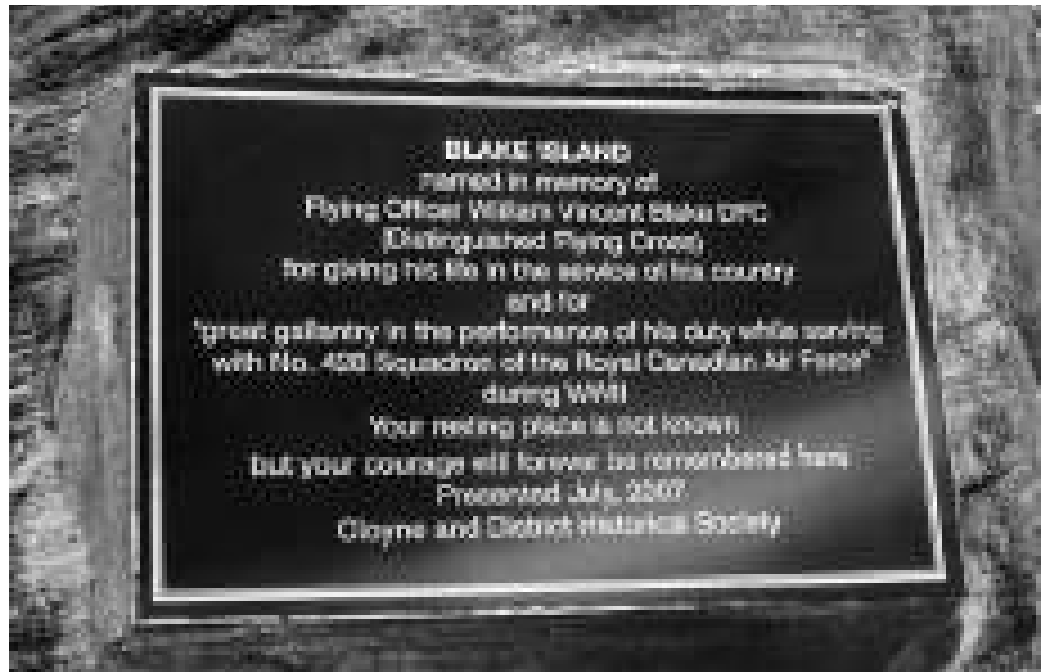 BLAKE ISLAND
named in memory of
Flying Officer William Vincent Blake DFC
(Distinguished Flying Cross)
for giving his life in the service of his country
and for
"great gallantry in the performance of his duty while serving
with No. Squadron of the Royal Canadian Air Force"
during WWII
Your resting place is not known
but your courage will forever be remembered here
Presented July, 2007
Cloyne and District Historical Society